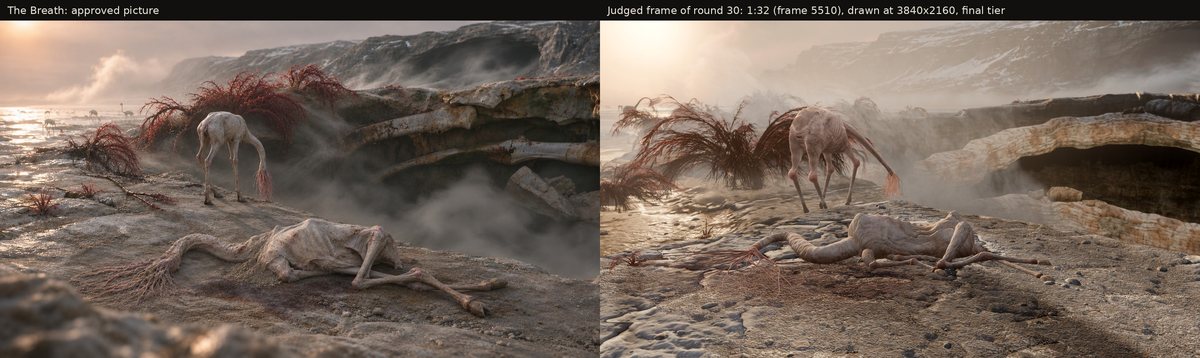 The Breath: approved picture
Judged frame of round 30: 1:32 (frame 5510), drawn at 3840x2160, final tier